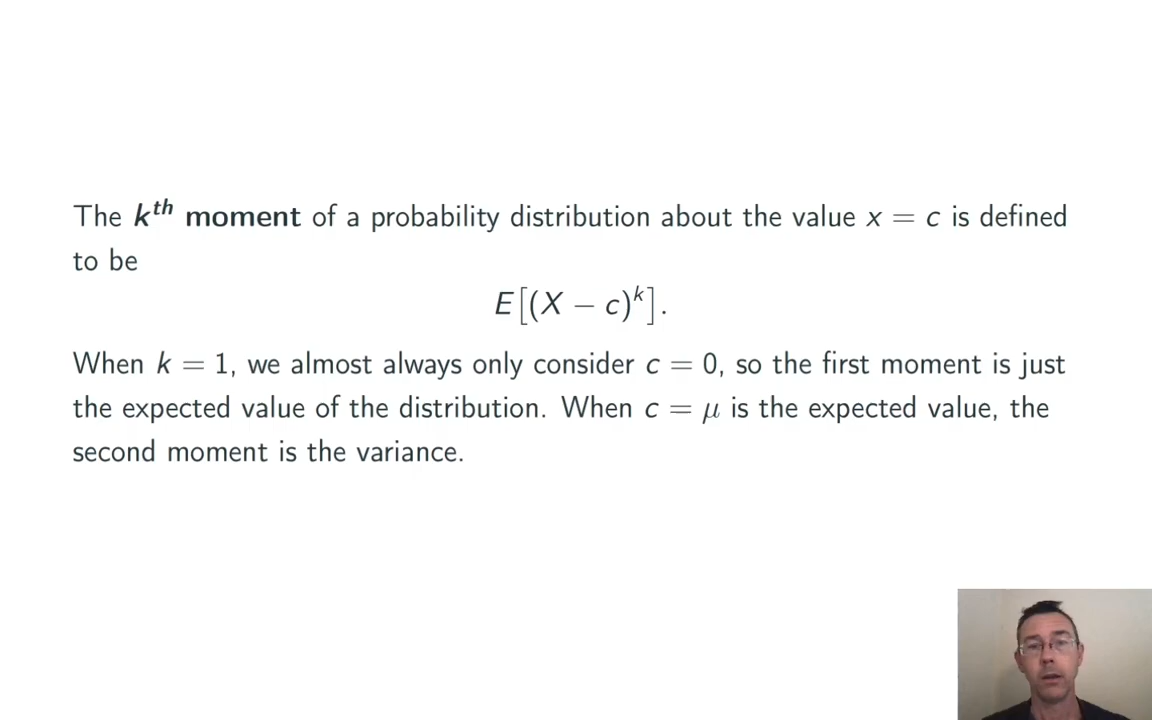 The kᵗʰ moment of a probability distribution about the value x = c is defined
to be
E[(X − c)ᵏ].
When k = 1, we almost always only consider c = 0, so the first moment is just
the expected value of the distribution. When c = μ is the expected value, the
second moment is the variance.